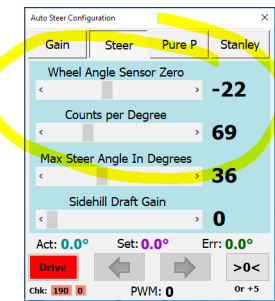 Auto Steer Configuration ×
Gain Steer Pure P Stanley
Wheel Angle Sensor Zero
< > -22
Counts per Degree
< > 69
Max Steer Angle In Degrees
< > 36
Sidehill Draft Gain
< > 0
Act: 0.0° Set: 0.0° Err: 0.0°
Drive >0<
Chk: 190 0 PWM: 0 Or +5